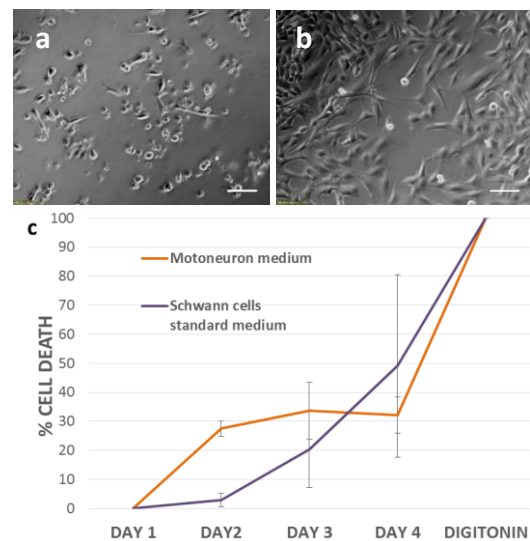 a
b
c
100
90
80
70
60
50
40
30
20
10
0
% CELL DEATH
Motoneuron medium
Schwann cells
standard medium
DAY 1 DAY2 DAY 3 DAY 4 DIGITONIN